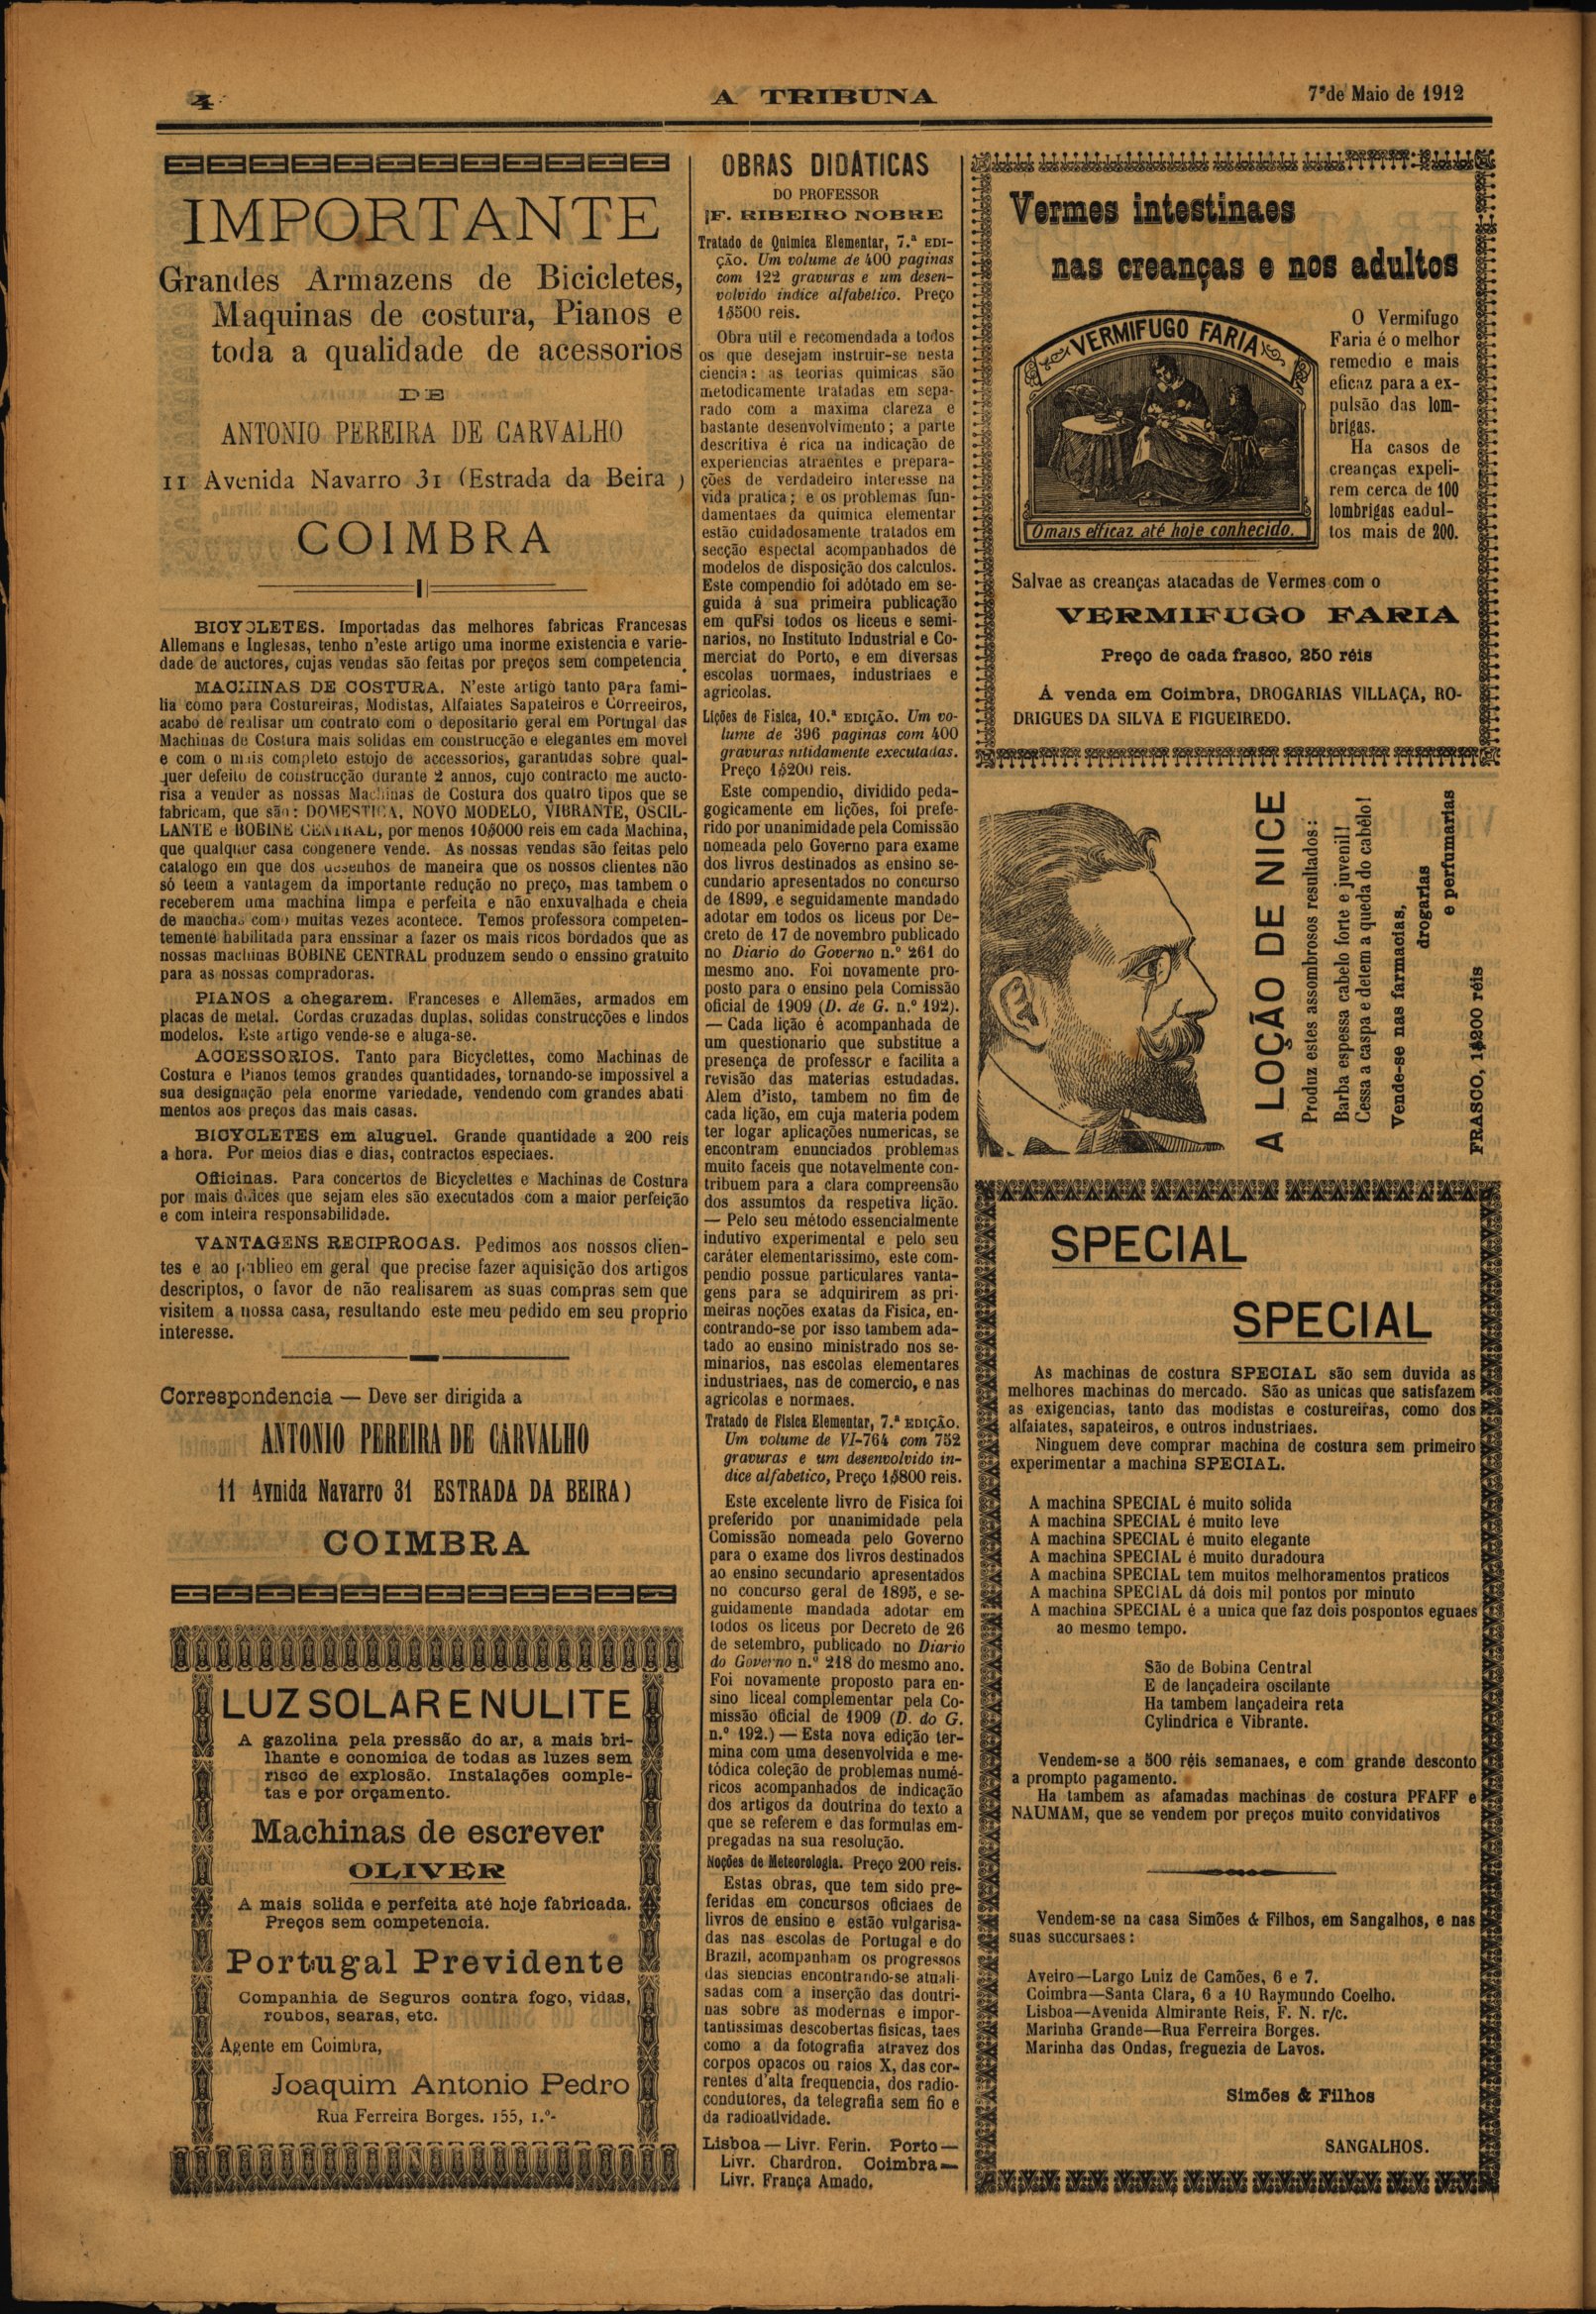 4
A TRIBUNA
7 de Maio de 1912
IMPORTANTE
Grandes Armazens de Bicicletes,
Maquinas de costura, Pianos e
toda a qualidade de acessorios
DE
ANTONIO PEREIRA DE CARVALHO
11 Avenida Navarro 31 (Estrada da Beira )
COIMBRA
BICYCLETES. Importadas das melhores fabricas Francesas
Allemans e Inglesas, tenho n'este artigo uma inorme existencia e varie-
dade de auctores, cujas vendas são feitas por preços sem competencia.
MACHINAS DE COSTURA. N'este artigo tanto para fami-
lia como para Costureiras, Modistas, Alfaiates Sapateiros e Correeiros,
acabo de realisar um contrato com o depositario geral em Portugal das
Machinas de Costura mais solidas em construcção e elegantes em movel
e com o mais completo estojo de accessorios, garantidas sobre qual-
quer defeito de construcção durante 2 annos, cujo contracto me aucto-
risa a vender as nossas Machinas de Costura dos quatro tipos que se
fabricam, que são: DOMESTICA, NOVO MODELO, VIBRANTE, OSCIL-
LANTE e BOBINE CENTRAL, por menos 10$000 reis em cada Machina,
que qualquer casa congenere vende. As nossas vendas são feitas pelo
catalogo em que dos desenhos de maneira que os nossos clientes não
só teem a vantagem da importante redução no preço, mas tambem o
receberem uma machina limpa e perfeita e não enxuvalhada e cheia
de manchas como muitas vezes acontece. Temos professora competen-
temente habilitada para enssinar a fazer os mais ricos bordados que as
nossas machinas BOBINE CENTRAL produzem sendo o enssino gratuito
para as nossas compradoras.
PIANOS a chegarem. Franceses e Allemães, armados em
placas de metal. Cordas cruzadas duplas, solidas construcções e lindos
modelos. Este artigo vende-se e aluga-se.
ACCESSORIOS. Tanto para Bicyclettes, como Machinas de
Costura e Pianos temos grandes quantidades, tornando-se impossivel a
sua designação pela enorme variedade, vendendo com grandes abati
mentos aos preços das mais casas.
BICYCLETES em aluguel. Grande quantidade a 200 reis
a hora. Por meios dias e dias, contractos especiaes.
Officinas. Para concertos de Bicyclettes e Machinas de Costura
por mais dificeis que sejam eles são executados com a maior perfeição
e com inteira responsabilidade.
VANTAGENS RECIPROCAS. Pedimos aos nossos clien-
tes e ao publico em geral que precise fazer aquisição dos artigos
descriptos, o favor de não realisarem as suas compras sem que
visitem a nossa casa, resultando este meu pedido em seu proprio
interesse.
Correspondencia — Deve ser dirigida a
ANTONIO PEREIRA DE CARVALHO
11 Avnida Navarro 31 ESTRADA DA BEIRA)
COIMBRA
LUZ SOLAR ENULITE
A gazolina pela pressão do ar, a mais bri-
lhante e conomica de todas as luzes sem
risco de explosão. Instalações comple-
tas e por orçamento.
Machinas de escrever
OLIVER
A mais solida e perfeita até hoje fabricada.
Preços sem competencia.
Portugal Previdente
Companhia de Seguros contra fogo, vidas,
roubos, searas, etc.
Agente em Coimbra,
Joaquim Antonio Pedro
Rua Ferreira Borges. 155, 1.º-
OBRAS DIDÁTICAS
DO PROFESSOR
F. RIBEIRO NOBRE
Tratado de Quimica Elementar, 7.ª EDI-
ÇÃO. Um volume de 400 paginas
com 122 gravuras e um desen-
volvido indice alfabetico. Preço
1$500 reis.
Obra util e recomendada a todos
os que desejam instruir-se nesta
ciencia: as teorias quimicas são
metodicamente tratadas em sepa-
rado com a maxima clareza e
bastante desenvolvimento; a parte
descritiva é rica na indicação de
experiencias atraentes e prepara-
ções de verdadeiro interesse na
vida pratica; e os problemas fun-
damentaes da quimica elementar
estão cuidadosamente tratados em
secção espectal acompanhados de
modelos de disposição dos calculos.
Este compendio foi adótado em se-
guida á sua primeira publicação
em quFsi todos os liceus e semi-
narios, no Instituto Industrial e Co-
merciat do Porto, e em diversas
escolas uormaes, industriaes e
agricolas.
Lições de Fisica, 10.ª EDIÇÃO. Um vo-
lume de 396 paginas com 400
gravuras nitidamente executadas.
Preço 1$200 reis.
Este compendio, dividido peda-
gogicamente em lições, foi prefe-
rido por unanimidade pela Comissão
nomeada pelo Governo para exame
dos livros destinados as ensino se-
cundario apresentados no concurso
de 1899, e seguidamente mandado
adotar em todos os liceus por De-
creto de 17 de novembro publicado
no Diario do Governo n.º 261 do
mesmo ano. Foi novamente pro-
posto para o ensino pela Comissão
oficial de 1909 (D. de G. n.º 192).
— Cada lição é acompanhada de
um questionario que substitue a
presença de professor e facilita a
revisão das materias estudadas.
Alem d'isto, tambem no fim de
cada lição, em cuja materia podem
ter logar aplicações numericas, se
encontram enunciados problemas
muito faceis que notavelmente con-
tribuem para a clara compreensão
dos assumtos da respetiva lição.
— Pelo seu método essencialmente
indutivo experimental e pelo seu
caráter elementarissimo, este com-
pendio possue particulares vanta-
gens para se adquirirem as pri-
meiras noções exatas da Fisica, en-
contrando-se por isso tambem ada-
tado ao ensino ministrado nos se-
minarios, nas escolas elementares
industriaes, nas de comercio, e nas
agricolas e normaes.
Tratado de Fisica Elementar, 7.ª EDIÇÃO.
Um volume de VI-764 com 752
gravuras e um desenvolvido in-
dice alfabetico, Preço 1$800 reis.
Este excelente livro de Fisica foi
preferido por unanimidade pela
Comissão nomeada pelo Governo
para o exame dos livros destinados
ao ensino secundario apresentados
no concurso geral de 1895, e se-
guidamente mandada adotar em
todos os liceus por Decreto de 26
de setembro, publicado no Diario
do Governo n.º 218 do mesmo ano.
Foi novamente proposto para en-
sino liceal complementar pela Co-
missão oficial de 1909 (D. do G.
n.º 192.) — Esta nova edição ter-
mina com uma desenvolvida e me-
tódica coleção de problemas numé-
ricos acompanhados de indicação
dos artigos da doutrina do texto a
que se referem e das formulas em-
pregadas na sua resolução.
Noções de Meteorologia. Preço 200 reis.
Estas obras, que tem sido pre-
feridas em concursos oficiaes de
livros de ensino e estão vulgarisa-
das nas escolas de Portugal e do
Brazil, acompanham os progressos
das siencias encontrando-se atuali-
sadas com a inserção das doutri-
nas sobre as modernas e impor-
tantissimas descobertas fisicas, taes
como a da fotografia atravez dos
corpos opacos ou raios X, das cor-
rentes d'alta frequencia, dos radio-
condutores, da telegrafia sem fio e
da radioatividade.
Lisboa — Livr. Ferin. Porto —
Livr. Chardron. Coimbra —
Livr. França Amado,
Vermes intestinaes
nas creanças e nos adultos
VERMIFUGO FARIA
O mais efficaz até hoje conhecido.
O Vermifugo
Faria é o melhor
remedio e mais
eficaz para a ex-
pulsão das lom-
brigas.
Ha casos de
creanças expeli-
rem cerca de 100
lombrigas eadul-
tos mais de 200.
Salvae as creanças atacadas de Vermes com o
VERMIFUGO FARIA
Preço de cada frasco, 250 réis
Á venda em Coimbra, DROGARIAS VILLAÇA, RO-
DRIGUES DA SILVA E FIGUEIREDO.
A LOÇÃO DE NICE
Produz estes assombrosos resultados:
Barba espessa cabelo forte e juvenil!
Cessa a caspa e detem a queda do cabêlo!
Vende-se nas farmacias,
drogarias
e perfumarias
FRASCO, 1$200 réis
SPECIAL
SPECIAL
As machinas de costura SPECIAL são sem duvida as
melhores machinas do mercado. São as unicas que satisfazem
as exigencias, tanto das modistas e costureiras, como dos
alfaiates, sapateiros, e outros industriaes.
Ninguem deve comprar machina de costura sem primeiro
experimentar a machina SPECIAL.
A machina SPECIAL é muito solida
A machina SPECIAL é muito leve
A machina SPECIAL é muito elegante
A machina SPECIAL é muito duradoura
A machina SPECIAL tem muitos melhoramentos praticos
A machina SPECIAL dá dois mil pontos por minuto
A machina SPECIAL é a unica que faz dois pospontos eguaes
ao mesmo tempo.
São de Bobina Central
E de lançadeira oscilante
Ha tambem lançadeira reta
Cylindrica e Vibrante.
Vendem-se a 500 réis semanaes, e com grande desconto
a prompto pagamento.
Ha tambem as afamadas machinas de costura PFAFF e
NAUMAM, que se vendem por preços muito convidativos
Vendem-se na casa Simões & Filhos, em Sangalhos, e nas
suas succursaes:
Aveiro—Largo Luiz de Camões, 6 e 7.
Coimbra—Santa Clara, 6 a 10 Raymundo Coelho.
Lisboa—Avenida Almirante Reis, F. N. r/c.
Marinha Grande—Rua Ferreira Borges.
Marinha das Ondas, freguezia de Lavos.
Simões & Filhos
SANGALHOS.